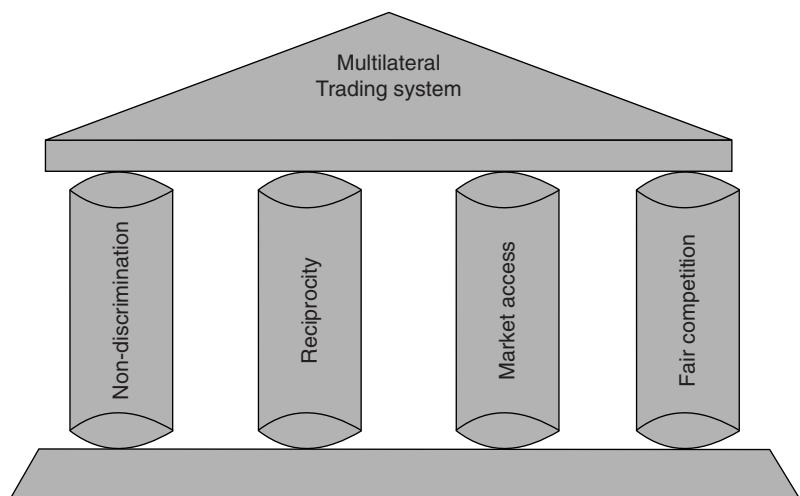 Multilateral
Trading system
Non-discrimination
Reciprocity
Market access
Fair competition